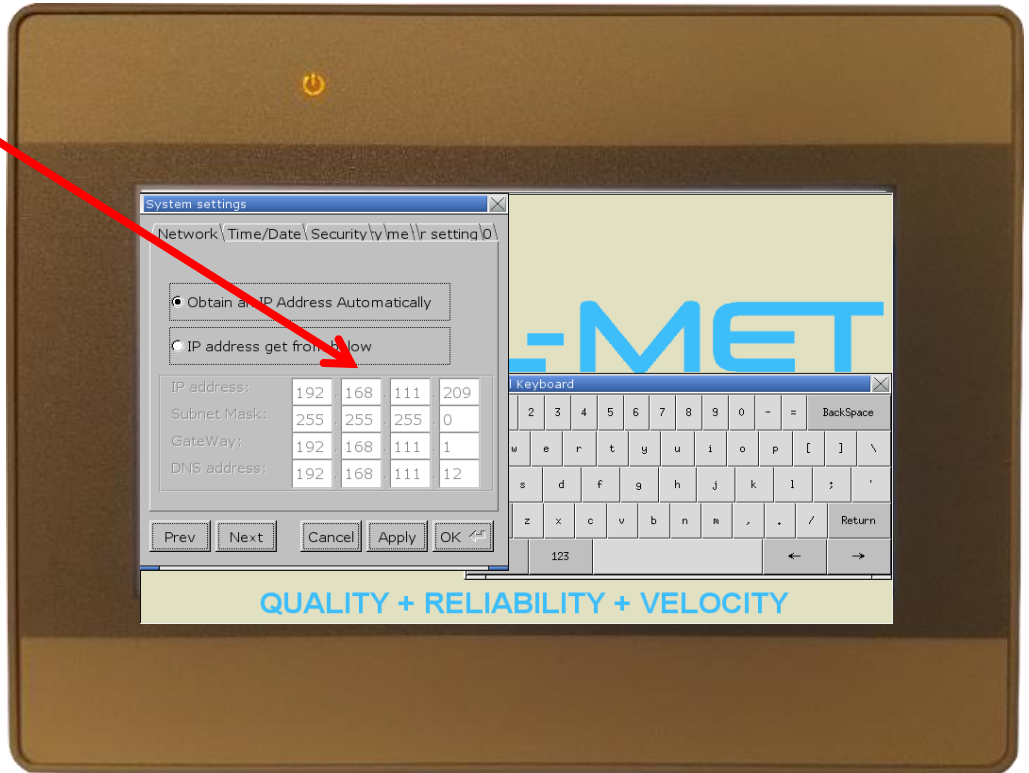 System settings
Network Time/Date Security y me r setting 0
Obtain an IP Address Automatically
IP address get from below
IP address: 192 . 168 . 111 . 209
Subnet Mask: 255 . 255 . 255 . 0
GateWay: 192 . 168 . 111 . 1
DNS address: 192 . 168 . 111 . 12
Prev Next Cancel Apply OK
L-MET
Keyboard
2 3 4 5 6 7 8 9 0 - = BackSpace
w e r t y u i o p [ ] \
s d f g h j k l ; '
z x c v b n m , . / Return
123 ← →
QUALITY + RELIABILITY + VELOCITY